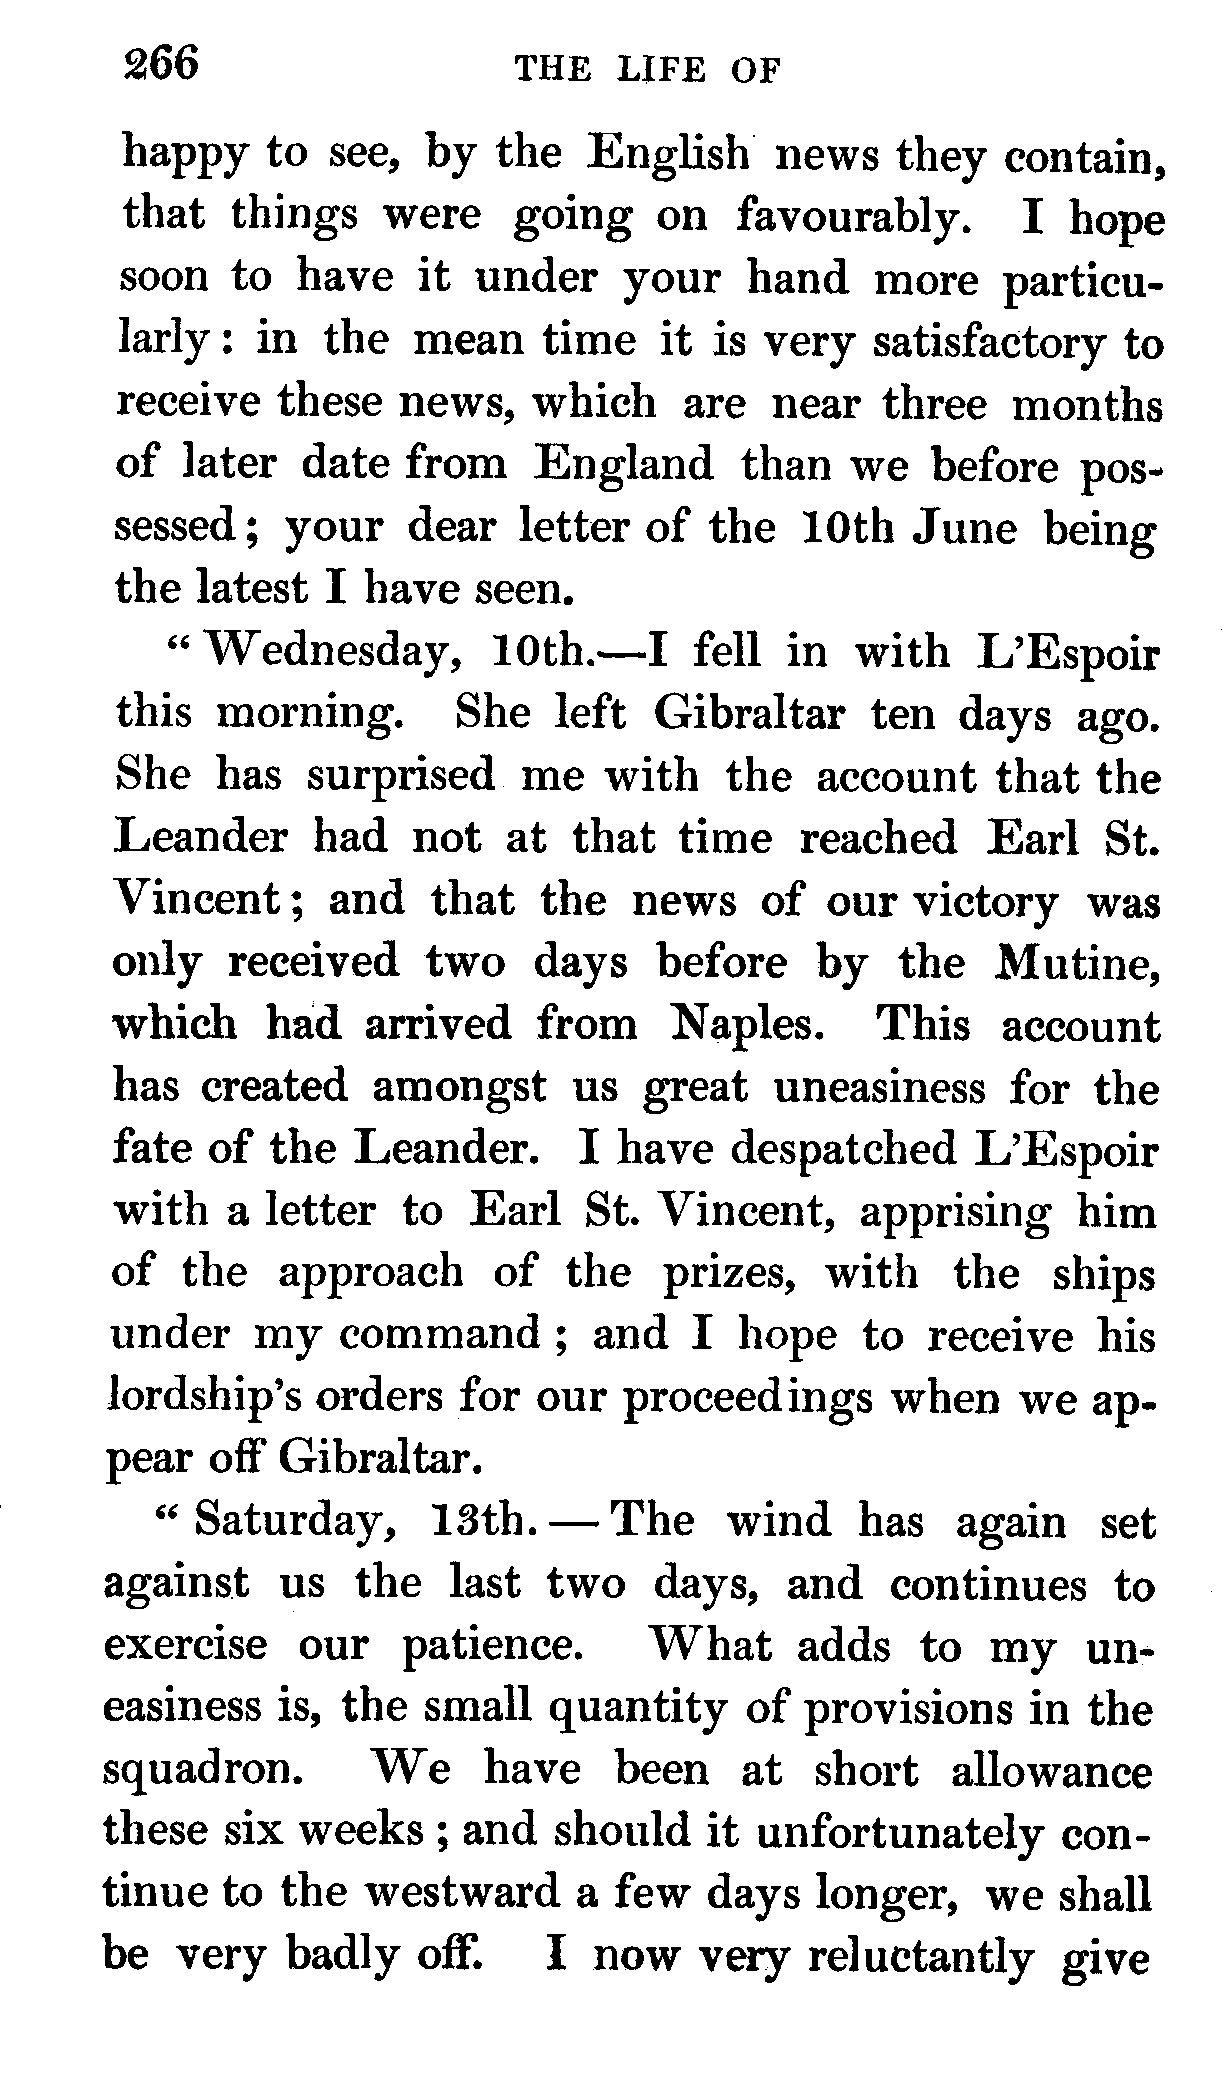 266 THE LIFE OF
happy to see, by the English news they contain,
that things were going on favourably. I hope
soon to have it under your hand more particu-
larly: in the mean time it is very satisfactory to
receive these news, which are near three months
of later date from England than we before pos-
sessed; your dear letter of the 10th June being
the latest I have seen.
“ Wednesday, 10th.—I fell in with L’Espoir
this morning. She left Gibraltar ten days ago.
She has surprised me with the account that the
Leander had not at that time reached Earl St.
Vincent; and that the news of our victory was
only received two days before by the Mutine,
which had arrived from Naples. This account
has created amongst us great uneasiness for the
fate of the Leander. I have despatched L’Espoir
with a letter to Earl St. Vincent, apprising him
of the approach of the prizes, with the ships
under my command ; and I hope to receive his
lordship’s orders for our proceedings when we ap-
pear off Gibraltar.
“ Saturday, 13th. — The wind has again set
against us the last two days, and continues to
exercise our patience. What adds to my un-
easiness is, the small quantity of provisions in the
squadron. We have been at short allowance
these six weeks ; and should it unfortunately con-
tinue to the westward a few days longer, we shall
be very badly off. I now very reluctantly give